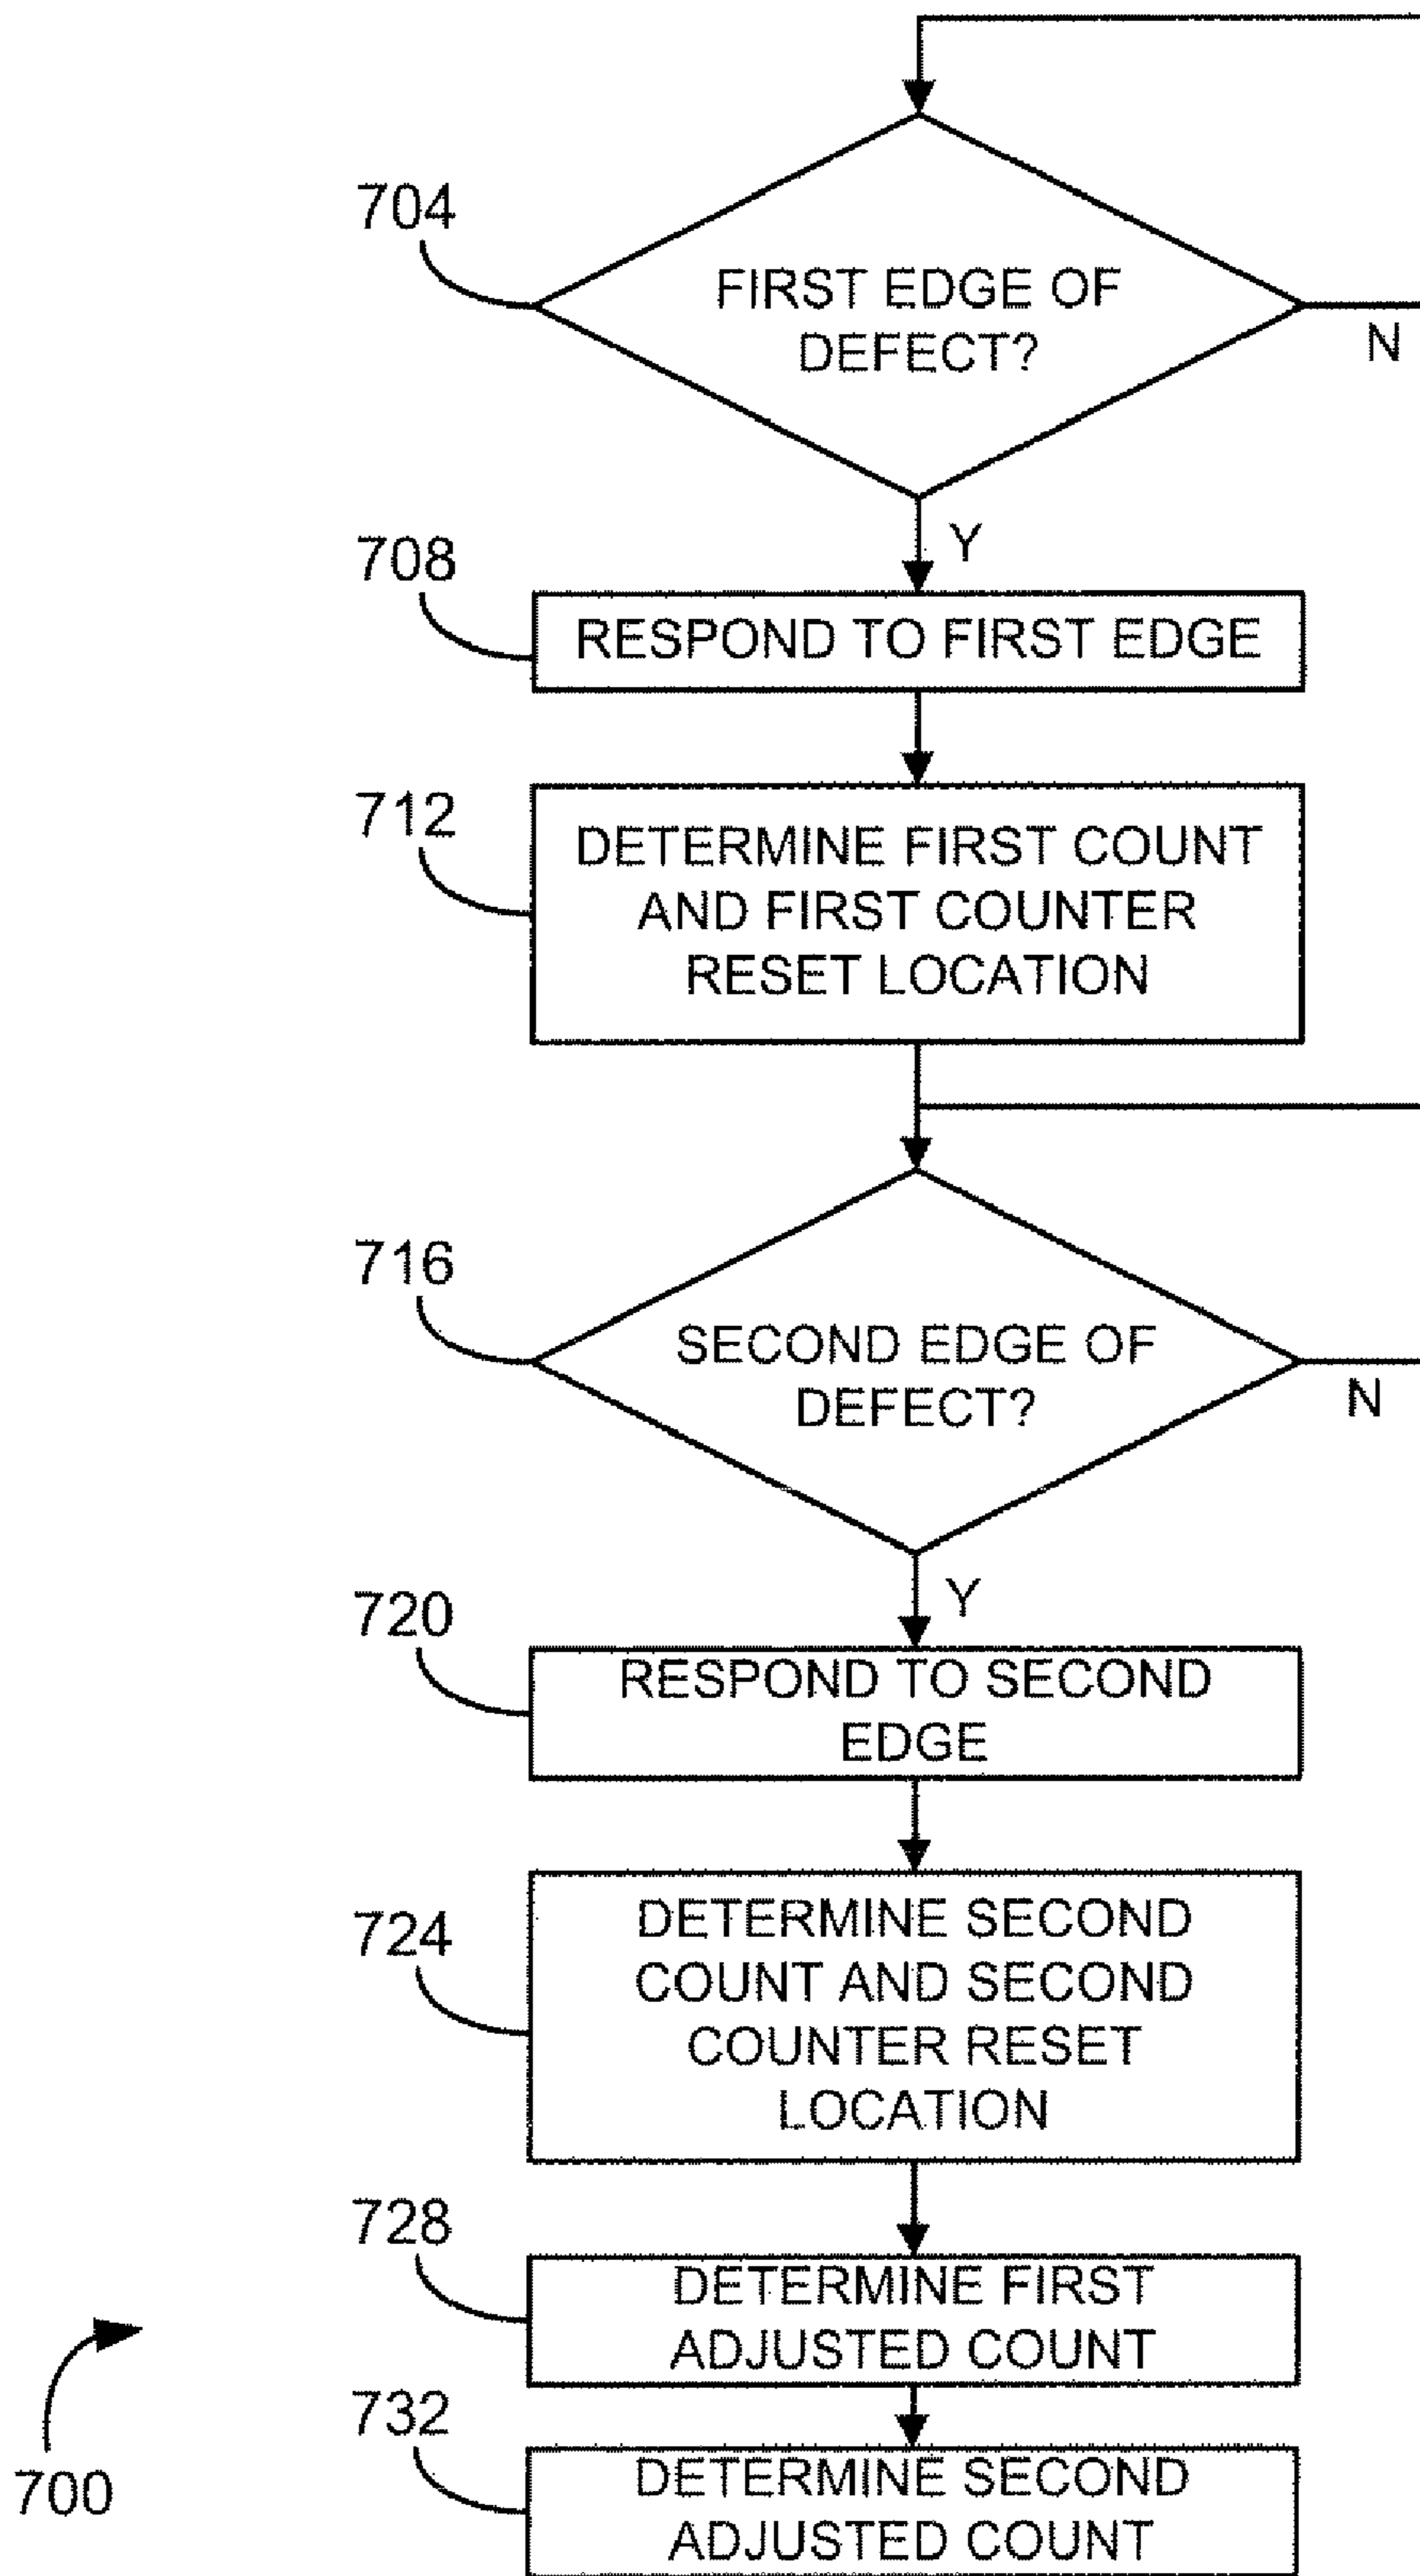 704
FIRST EDGE OF
DEFECT?
N
Y
708
RESPOND TO FIRST EDGE
712
DETERMINE FIRST COUNT
AND FIRST COUNTER
RESET LOCATION
716
SECOND EDGE OF
DEFECT?
N
Y
720
RESPOND TO SECOND
EDGE
724
DETERMINE SECOND
COUNT AND SECOND
COUNTER RESET
LOCATION
728
DETERMINE FIRST
ADJUSTED COUNT
732
DETERMINE SECOND
ADJUSTED COUNT
700